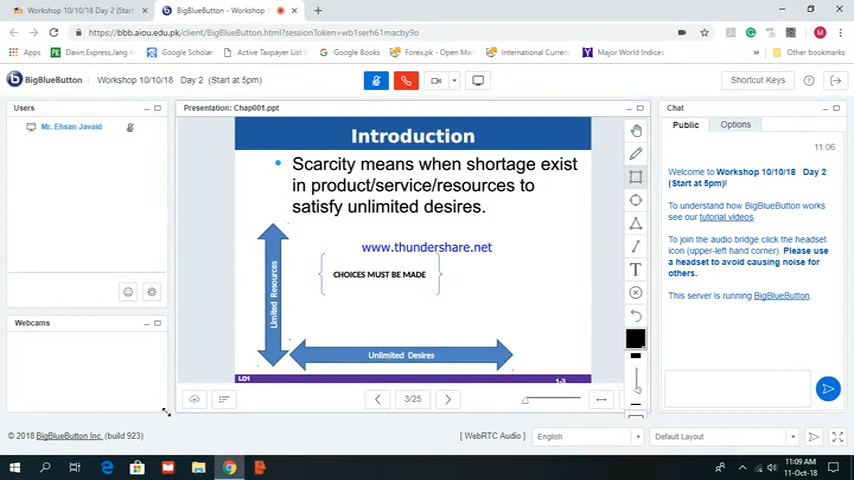 Workshop 10/10/18 Day 2 (Start
BigBlueButton - Workshop 1
https://bbb.aiou.edu.pk/client/BigBlueButton.html?sessionToken=wb1serh61macby9o
M
Apps
Dawn,Express,Jang
Google Scholar
Active Taxpayer List
Google Books
Forex.pk - Open Mar
International Currenc
Major World Indices
»
Other bookmarks
BigBlueButton
Workshop 10/10/18 Day 2 (Start at 5pm)
Shortcut Keys
Users
Mr. Ehsan Javaid
Webcams
Presentation: Chap001.ppt
Introduction
• Scarcity means when shortage exist
in product/service/resources to
satisfy unlimited desires.
www.thundershare.net
CHOICES MUST BE MADE
Limited Resources
Unlimited Desires
LO1
1-3
3/25
T
Chat
Public
Options
11:06
Welcome to Workshop 10/10/18 Day 2
(Start at 5pm)!
To understand how BigBlueButton works
see our tutorial videos.
To join the audio bridge click the headset
icon (upper-left hand corner). Please use
a headset to avoid causing noise for
others.
This server is running BigBlueButton.
© 2018 BigBlueButton Inc. (build 923)
[ WebRTC Audio ]
English
Default Layout
11:09 AM
11-Oct-18